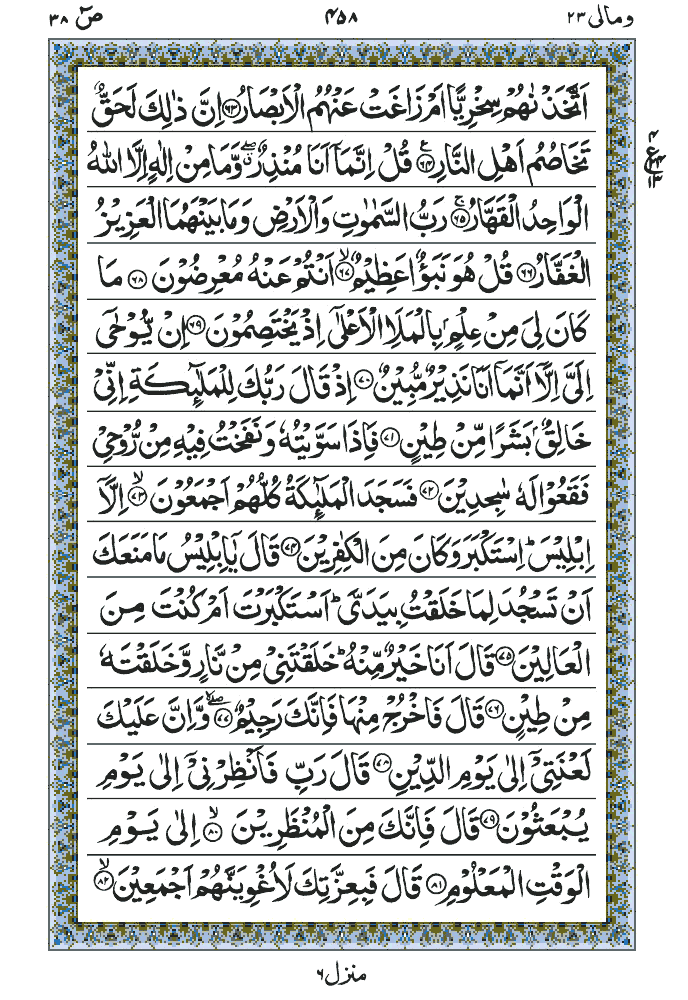 ومالی ۲۳ ۴۵۸ صٓ ۳۸
اَتَّخَذْنٰهُمْ سِخْرِیًّا اَمْ زَاغَتْ عَنْهُمُ الْاَبْصَارُ ﴿۶۳﴾ اِنَّ ذٰلِكَ لَحَقٌّ
تَخَاصُمُ اَهْلِ النَّارِ ﴿۶۴﴾ قُلْ اِنَّمَاۤ اَنَا مُنْذِرٌ ۖۗ وَّمَا مِنْ اِلٰهٍ اِلَّا اللّٰهُ
الْوَاحِدُ الْقَهَّارُ ﴿۶۵﴾ رَبُّ السَّمٰوٰتِ وَالْاَرْضِ وَمَا بَیْنَهُمَا الْعَزِیْزُ
الْغَفَّارُ ﴿۶۶﴾ قُلْ هُوَ نَبَؤٌا عَظِیْمٌ ﴿۶۷﴾ۙ اَنْتُمْ عَنْهُ مُعْرِضُوْنَ ﴿۶۸﴾ مَا
كَانَ لِیَ مِنْ عِلْمٍۭ بِالْمَلَاِ الْاَعْلٰۤی اِذْ یَخْتَصِمُوْنَ ﴿۶۹﴾ اِنْ یُّوْحٰۤی
اِلَیَّ اِلَّاۤ اَنَّمَاۤ اَنَا نَذِیْرٌ مُّبِیْنٌ ﴿۷۰﴾ اِذْ قَالَ رَبُّكَ لِلْمَلٰٓئِكَةِ اِنِّیْ
خَالِقٌۢ بَشَرًا مِّنْ طِیْنٍ ﴿۷۱﴾ فَاِذَا سَوَّیْتُهٗ وَنَفَخْتُ فِیْهِ مِنْ رُّوْحِیْ
فَقَعُوْا لَهٗ سٰجِدِیْنَ ﴿۷۲﴾ فَسَجَدَ الْمَلٰٓئِكَةُ كُلُّهُمْ اَجْمَعُوْنَ ﴿۷۳﴾ۙ اِلَّاۤ
اِبْلِیْسَ ؕ اِسْتَكْبَرَ وَكَانَ مِنَ الْكٰفِرِیْنَ ﴿۷۴﴾ قَالَ یٰۤاِبْلِیْسُ مَا مَنَعَكَ
اَنْ تَسْجُدَ لِمَا خَلَقْتُ بِیَدَیَّ ؕ اَسْتَكْبَرْتَ اَمْ كُنْتَ مِنَ
الْعَالِیْنَ ﴿۷۵﴾ قَالَ اَنَا خَیْرٌ مِّنْهُ ؕ خَلَقْتَنِیْ مِنْ نَّارٍ وَّخَلَقْتَهٗ
مِنْ طِیْنٍ ﴿۷۶﴾ قَالَ فَاخْرُجْ مِنْهَا فَاِنَّكَ رَجِیْمٌ ﴿۷۷﴾ۖۚ وَّاِنَّ عَلَیْكَ
لَعْنَتِیْۤ اِلٰی یَوْمِ الدِّیْنِ ﴿۷۸﴾ قَالَ رَبِّ فَاَنْظِرْنِیْۤ اِلٰی یَوْمِ
یُبْعَثُوْنَ ﴿۷۹﴾ قَالَ فَاِنَّكَ مِنَ الْمُنْظَرِیْنَ ﴿۸۰﴾ۙ اِلٰی یَوْمِ
الْوَقْتِ الْمَعْلُوْمِ ﴿۸۱﴾ قَالَ فَبِعِزَّتِكَ لَاُغْوِیَنَّهُمْ اَجْمَعِیْنَ ﴿۸۲﴾ۙ
منزل ۶